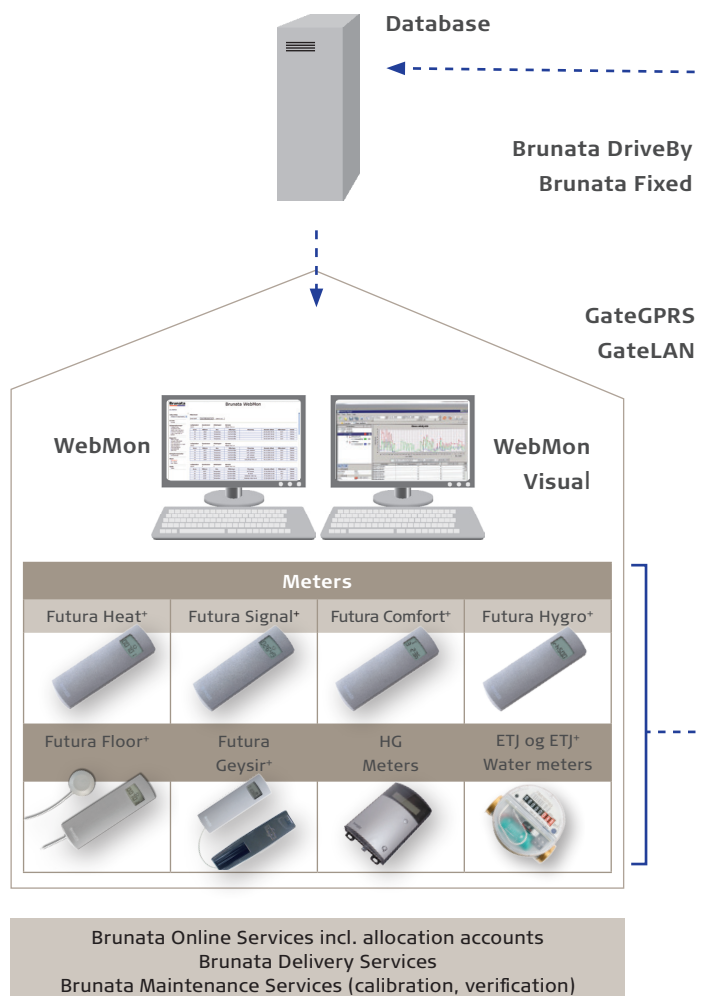 Database
Brunata DriveBy
Brunata Fixed
GateGPRS
GateLAN
Brunata WebMon
WebMon
WebMon
Visual
Meters
Futura Heat⁺
Futura Signal⁺
Futura Comfort⁺
Futura Hygro⁺
Futura Floor⁺
Futura
Geysir⁺
HG
Meters
ETJ og ETJ⁺
Water meters
Brunata Online Services incl. allocation accounts
Brunata Delivery Services
Brunata Maintenance Services (calibration, verification)